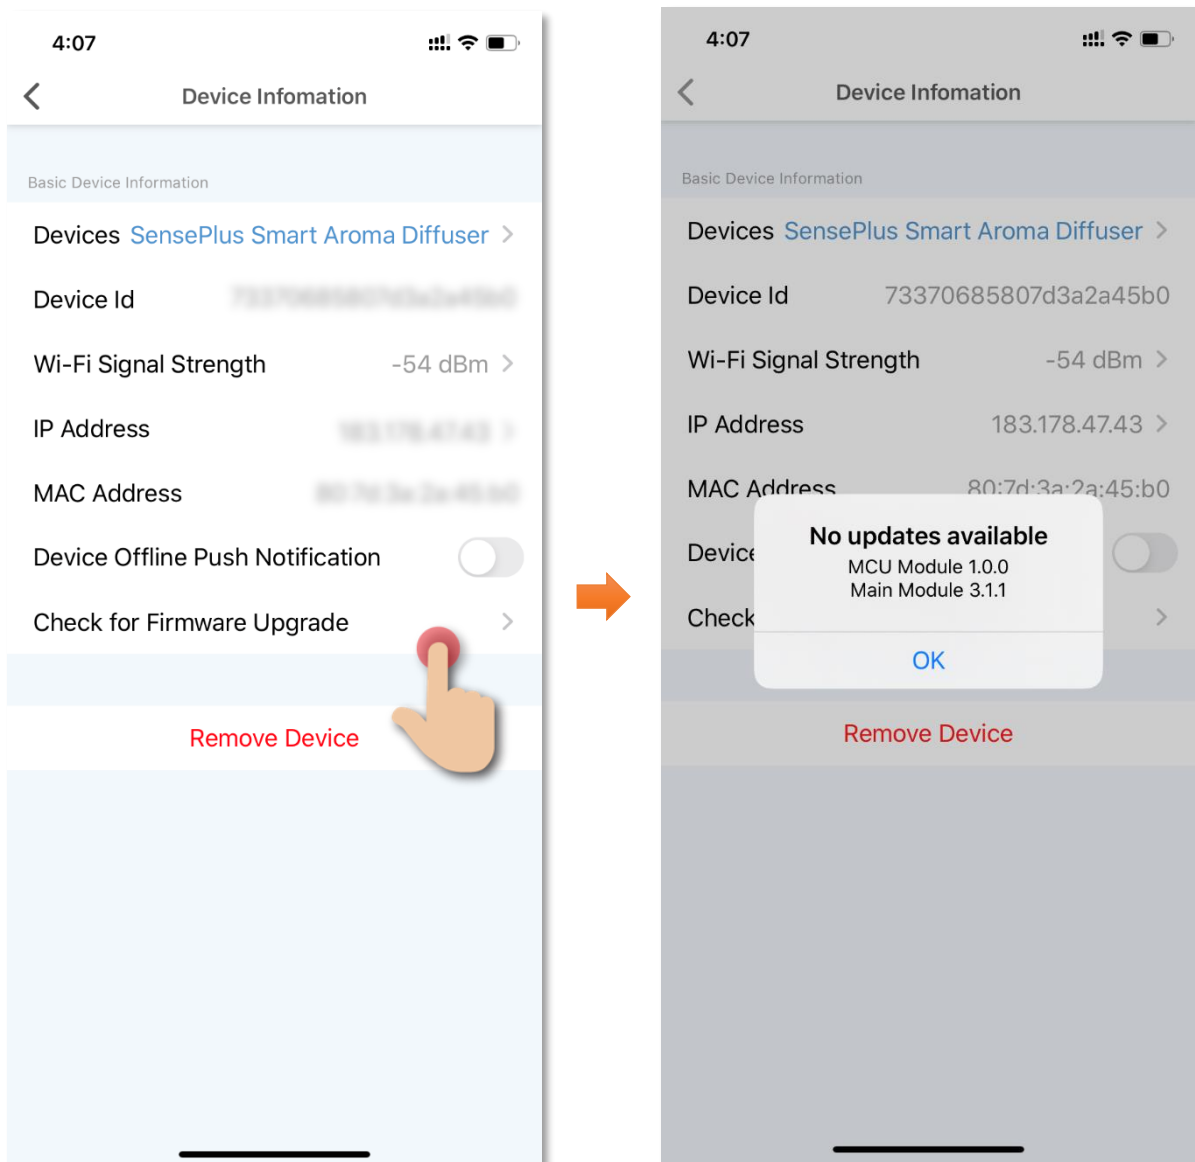 4:07
Device Infomation
Basic Device Information
Devices SensePlus Smart Aroma Diffuser
Device Id
Wi-Fi Signal Strength -54 dBm
IP Address
MAC Address
Device Offline Push Notification
Check for Firmware Upgrade
Remove Device
4:07
Device Infomation
Basic Device Information
Devices SensePlus Smart Aroma Diffuser
Device Id 73370685807d3a2a45b0
Wi-Fi Signal Strength -54 dBm
IP Address 183.178.47.43
MAC Address 80:7d:3a:2a:45:b0
Device
Check
No updates available
MCU Module 1.0.0
Main Module 3.1.1
OK
Remove Device